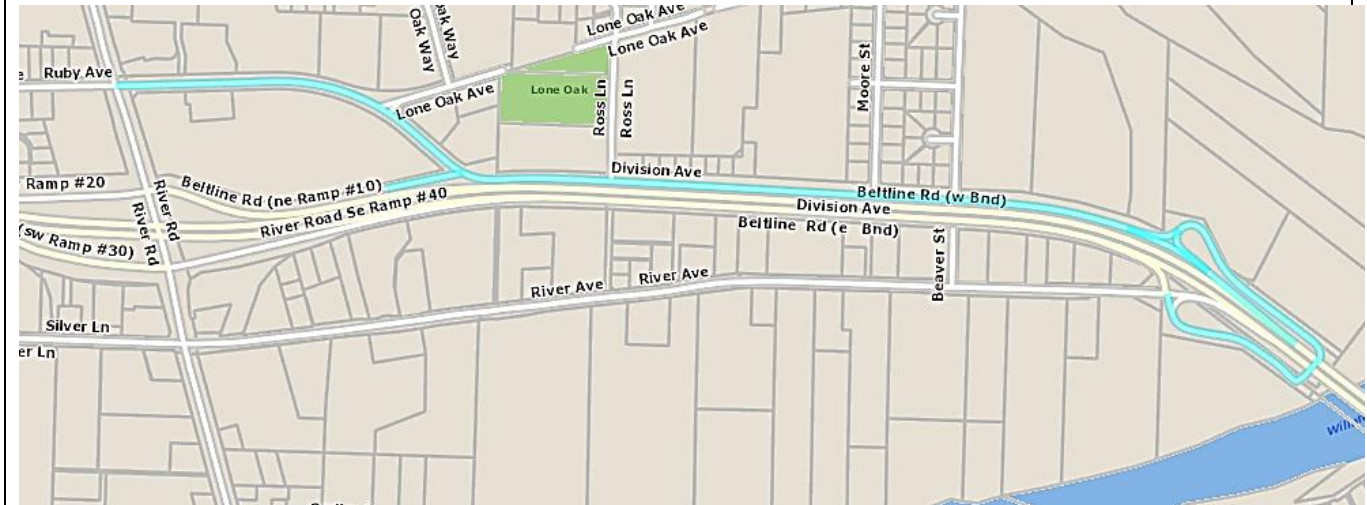 Lone Oak Ave
Lone Oak Ave
Oak Way
Oak Way
Ruby Ave
Lone Oak Ave
Lone Oak
Ross Ln
Ross Ln
Moore St
Division Ave
Ramp #20
Beltline Rd (ne Ramp #10)
River Road Se Ramp #40
Beltline Rd (w Bnd)
Division Ave
Beltline Rd (e Bnd)
River Rd
River Rd
(sw Ramp #30)
Beaver St
River Ave
River Ave
Silver Ln
er Ln